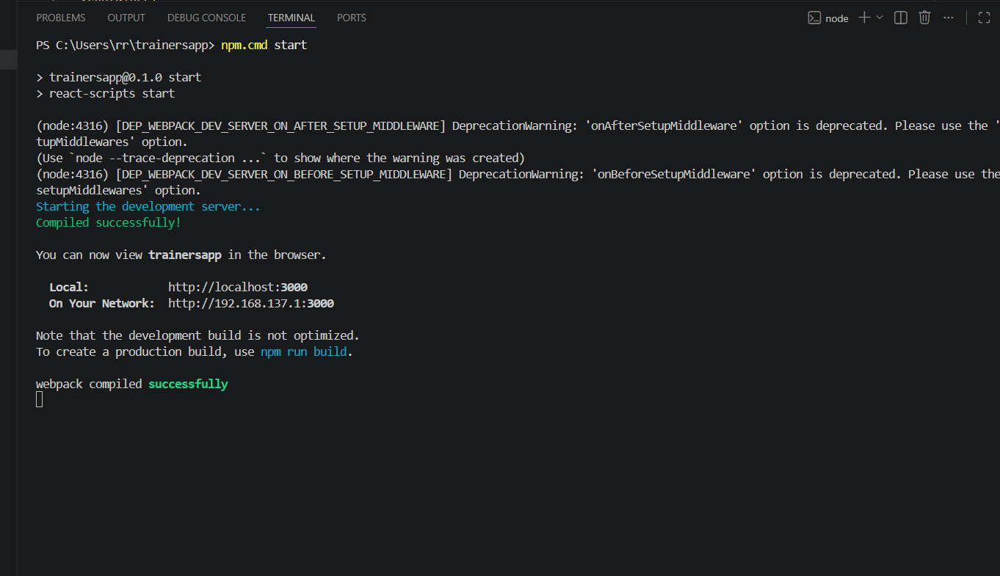 PROBLEMS OUTPUT DEBUG CONSOLE TERMINAL PORTS node
PS C:\Users\rr\trainersapp> npm.cmd start
> trainersapp@0.1.0 start
> react-scripts start
(node:4316) [DEP_WEBPACK_DEV_SERVER_ON_AFTER_SETUP_MIDDLEWARE] DeprecationWarning: 'onAfterSetupMiddleware' option is deprecated. Please use the '
tupMiddlewares' option.
(Use `node --trace-deprecation ...` to show where the warning was created)
(node:4316) [DEP_WEBPACK_DEV_SERVER_ON_BEFORE_SETUP_MIDDLEWARE] DeprecationWarning: 'onBeforeSetupMiddleware' option is deprecated. Please use the
setupMiddlewares' option.
Starting the development server...
Compiled successfully!
You can now view trainersapp in the browser.
Local: http://localhost:3000
On Your Network: http://192.168.137.1:3000
Note that the development build is not optimized.
To create a production build, use npm run build.
webpack compiled successfully